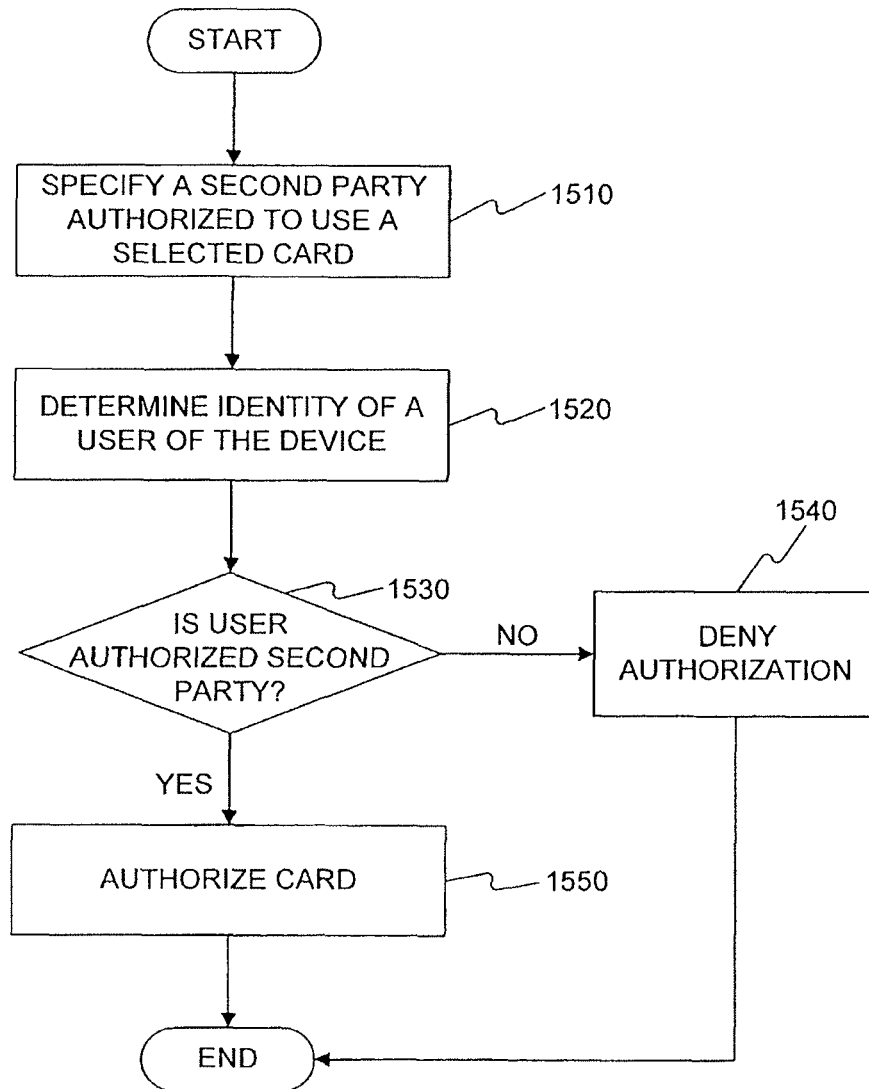 START
SPECIFY A SECOND PARTY
AUTHORIZED TO USE A
SELECTED CARD
1510
DETERMINE IDENTITY OF A
USER OF THE DEVICE
1520
1530
IS USER
AUTHORIZED SECOND
PARTY?
NO
1540
DENY
AUTHORIZATION
YES
AUTHORIZE CARD
1550
END